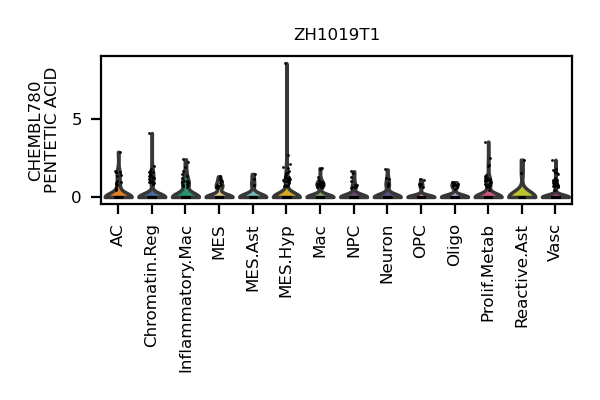 ZH1019T1
CHEMBL780
PENTETIC ACID
5
0
AC
Chromatin.Reg
Inflammatory.Mac
MES
MES.Ast
MES.Hyp
Mac
NPC
Neuron
OPC
Oligo
Prolif.Metab
Reactive.Ast
Vasc